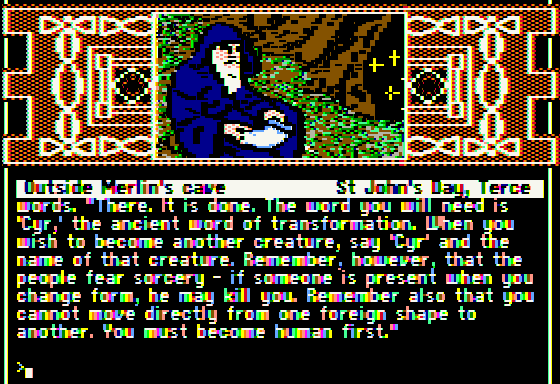 Outside Merlin's cave St John's Day, Terce
words. "There. It is done. The word you will need is
'Cyr,' the ancient word of transformation. When you
wish to become another creature, say 'Cyr' and the
name of that creature. Remember, however, that the
people fear sorcery - if someone is present when you
change form, he may kill you. Remember also that you
cannot move directly from one foreign shape to
another. You must become human first."
>